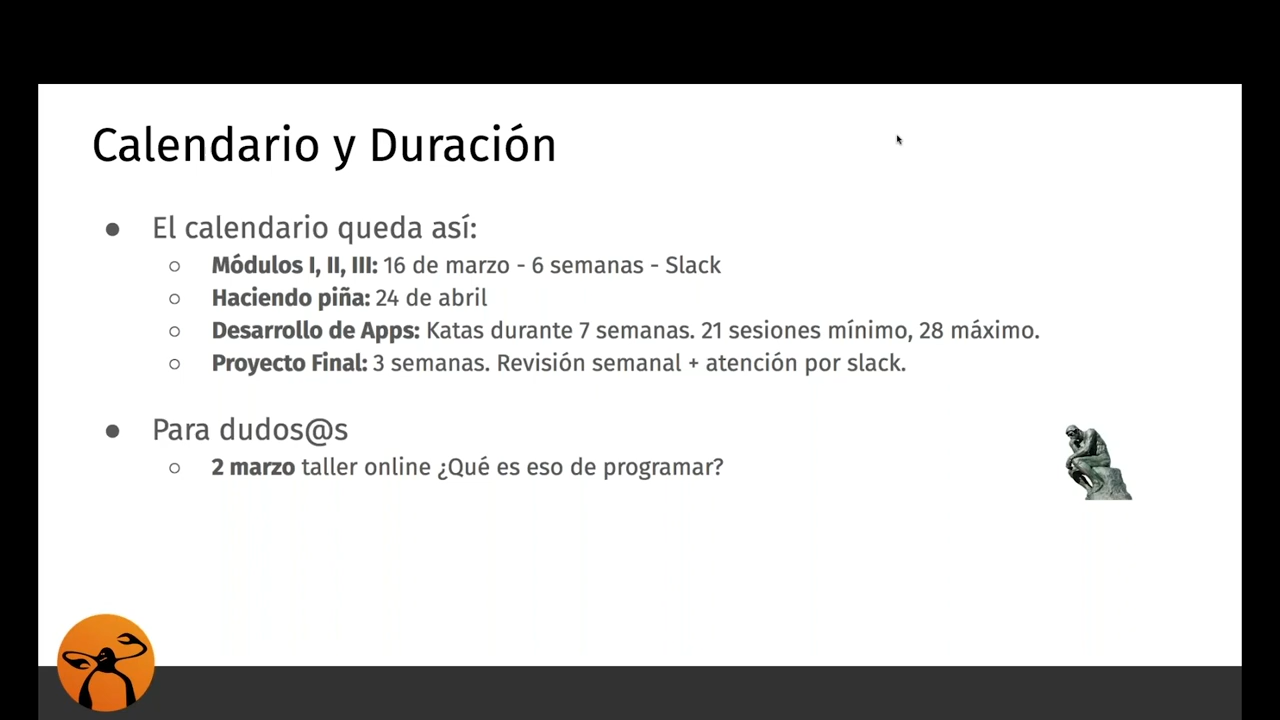 Calendario y Duración
● El calendario queda así:
○ Módulos I, II, III: 16 de marzo - 6 semanas - Slack
○ Haciendo piña: 24 de abril
○ Desarrollo de Apps: Katas durante 7 semanas. 21 sesiones mínimo, 28 máximo.
○ Proyecto Final: 3 semanas. Revisión semanal + atención por slack.
● Para dudos@s
○ 2 marzo taller online ¿Qué es eso de programar?